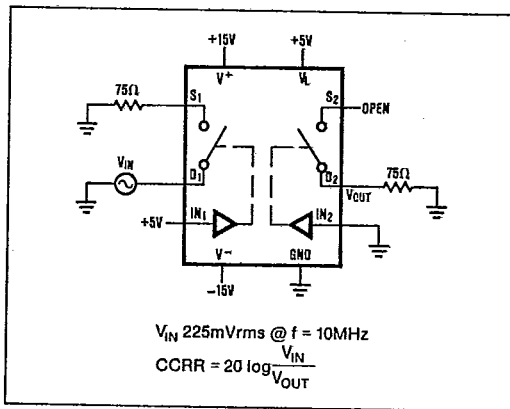 +15V
+5V
V+
VL
S1
S2
75Ω
OPEN
VIN
D1
D2
75Ω
VOUT
+5V
IN1
IN2
V−
GND
−15V
VIN 225mVrms @ f = 10MHz
CCRR = 20 log VIN
VOUT